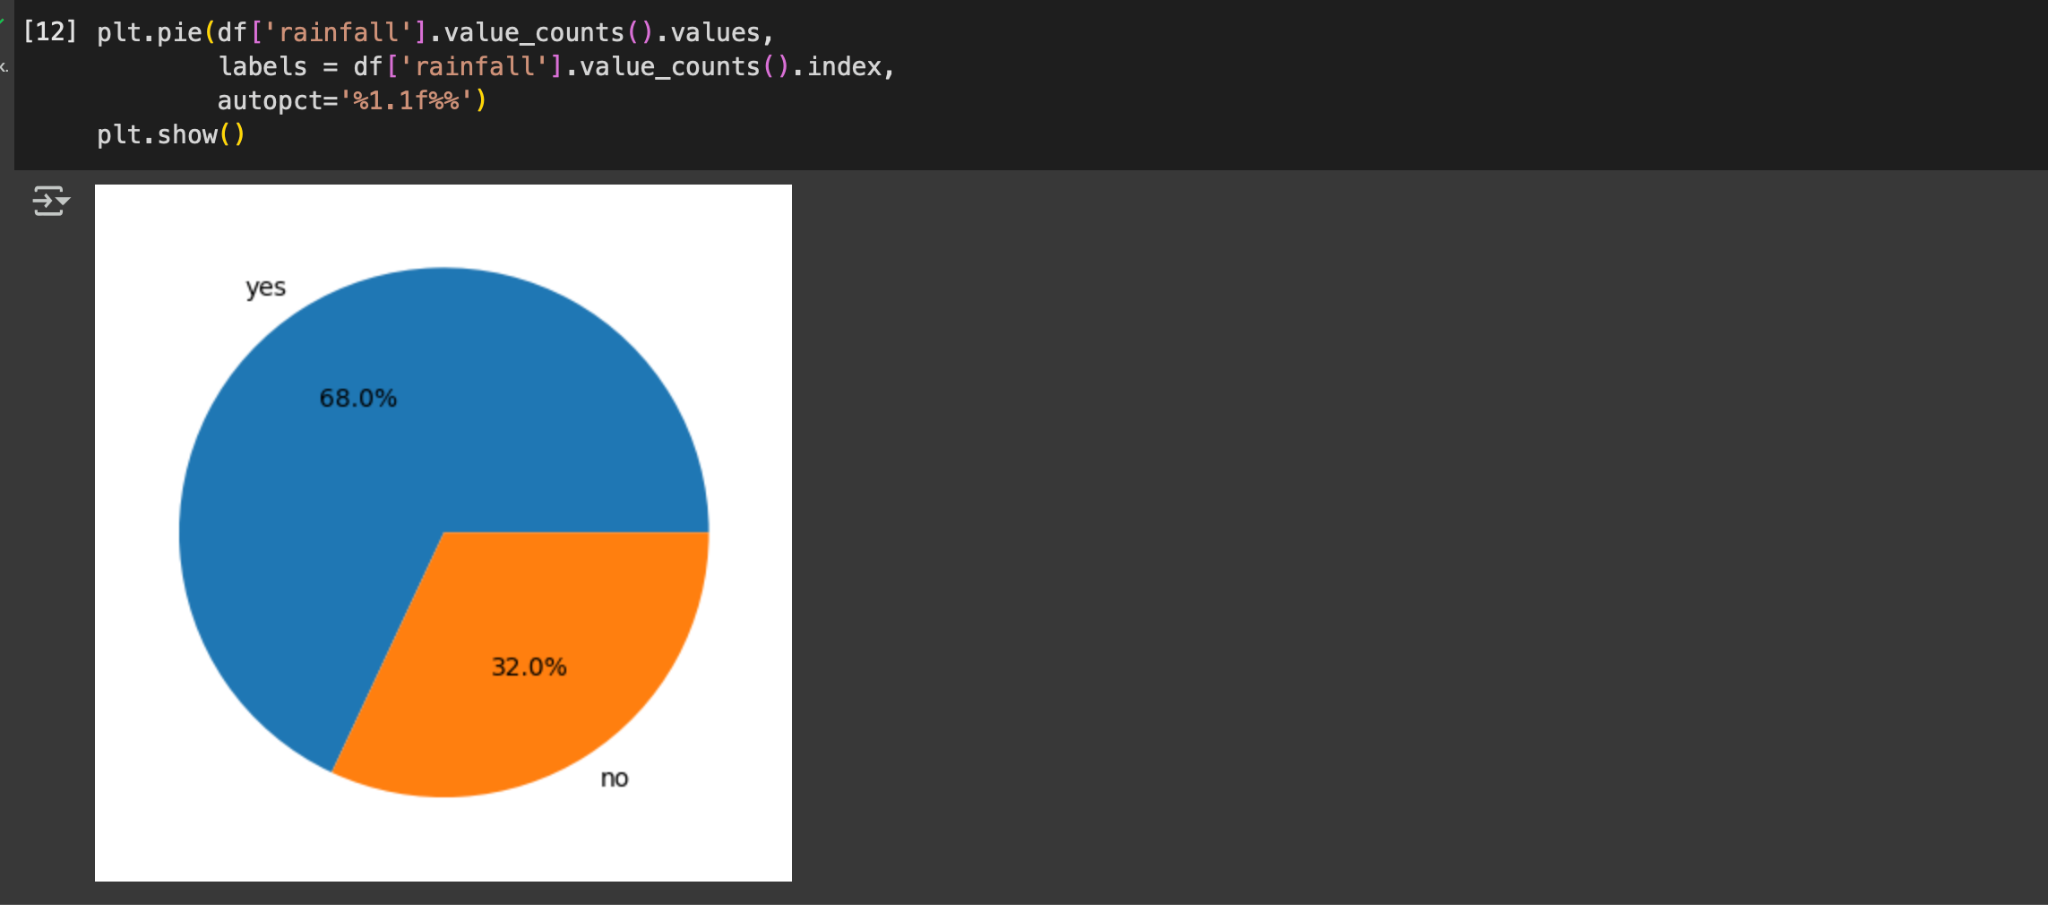 [12] plt.pie(df['rainfall'].value_counts().values,
labels = df['rainfall'].value_counts().index,
autopct='%1.1f%%')
plt.show()
yes
68.0%
32.0%
no